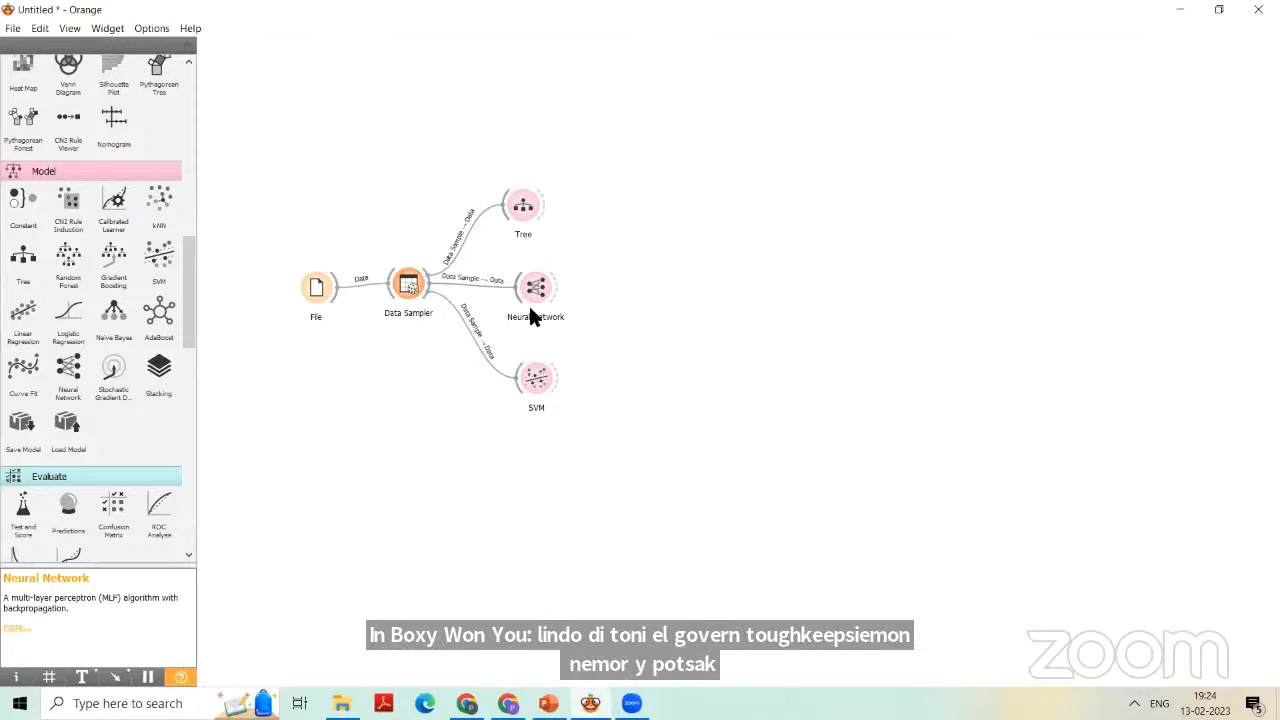 Untitled * - Orange
File Edit View Widget Window Options Help
Heat Map
Venn Diagram
Silhouette Plot
Pythagorean Tree
Pythagorean Forest
CN2 Rule Viewer
Nomogram
Model
Constant
CN2 Rule Induction
Calibrated Learner
kNN
Tree
Random Forest
Gradient Boosting
SVM
Linear Regression
Logistic Regression
Naive Bayes
AdaBoost
Curve Fit
Neural Network
Stochastic Gradient D...
Stacking
Save Model
Load Model
Evaluate
Test and Score
Predictions
Confusion Matrix
ROC Analysis
Neural Network
A multi-layer perceptron (MLP) algorithm with
backpropagation.
more...
File
Data
Data Sampler
Data Sample → Data
Tree
Data Sample → Data
Neural Network
Data Sample → Data
SVM
In Boxy Won You: lindo di toni el govern toughkeepsiemon
nemor y potsak
zoom
Type here to search
zoom
ENG
19:24
13-02-2023
5